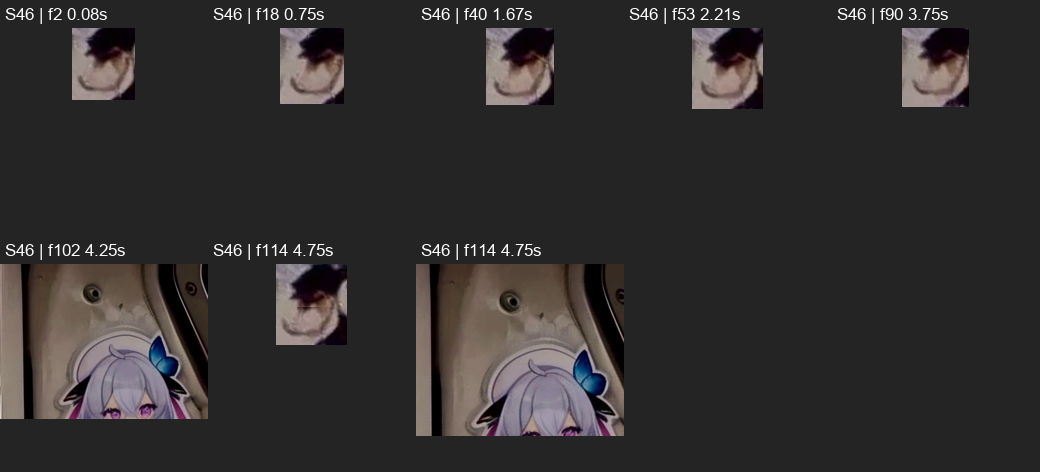 S46 | f2 0.08s
S46 | f18 0.75s
S46 | f40 1.67s
S46 | f53 2.21s
S46 | f90 3.75s
S46 | f102 4.25s
S46 | f114 4.75s
S46 | f114 4.75s